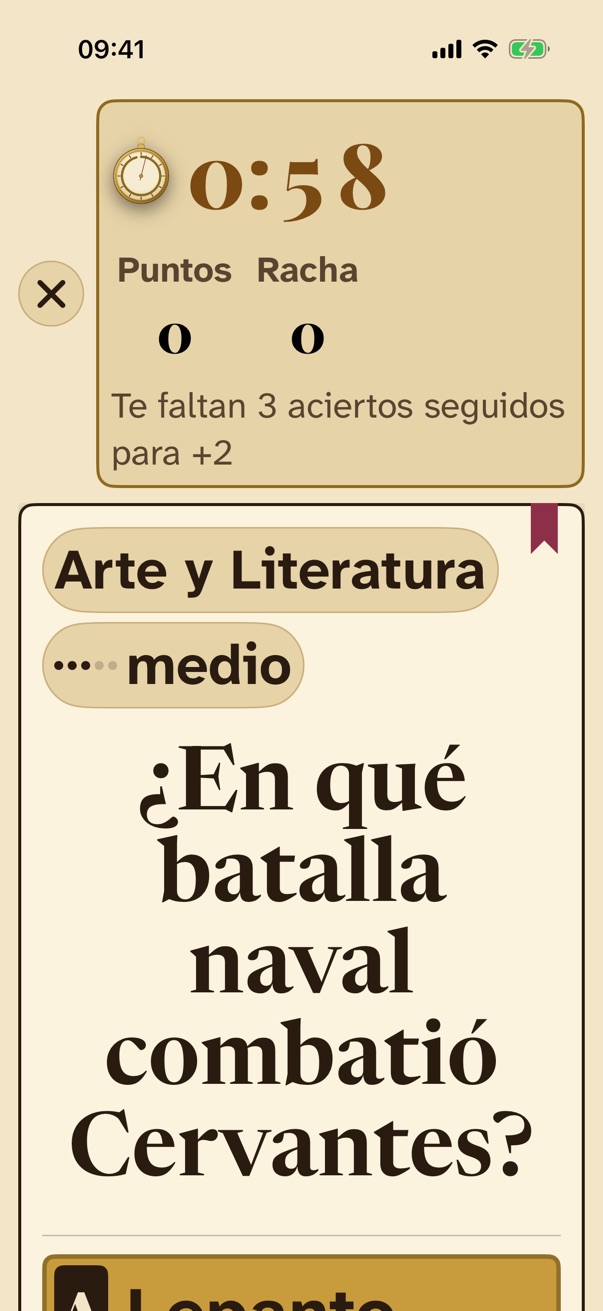 09:41
0:58
Puntos Racha
0 0
Te faltan 3 aciertos seguidos
para +2
Arte y Literatura
medio
¿En qué
batalla
naval
combatió
Cervantes?
A Lepanto